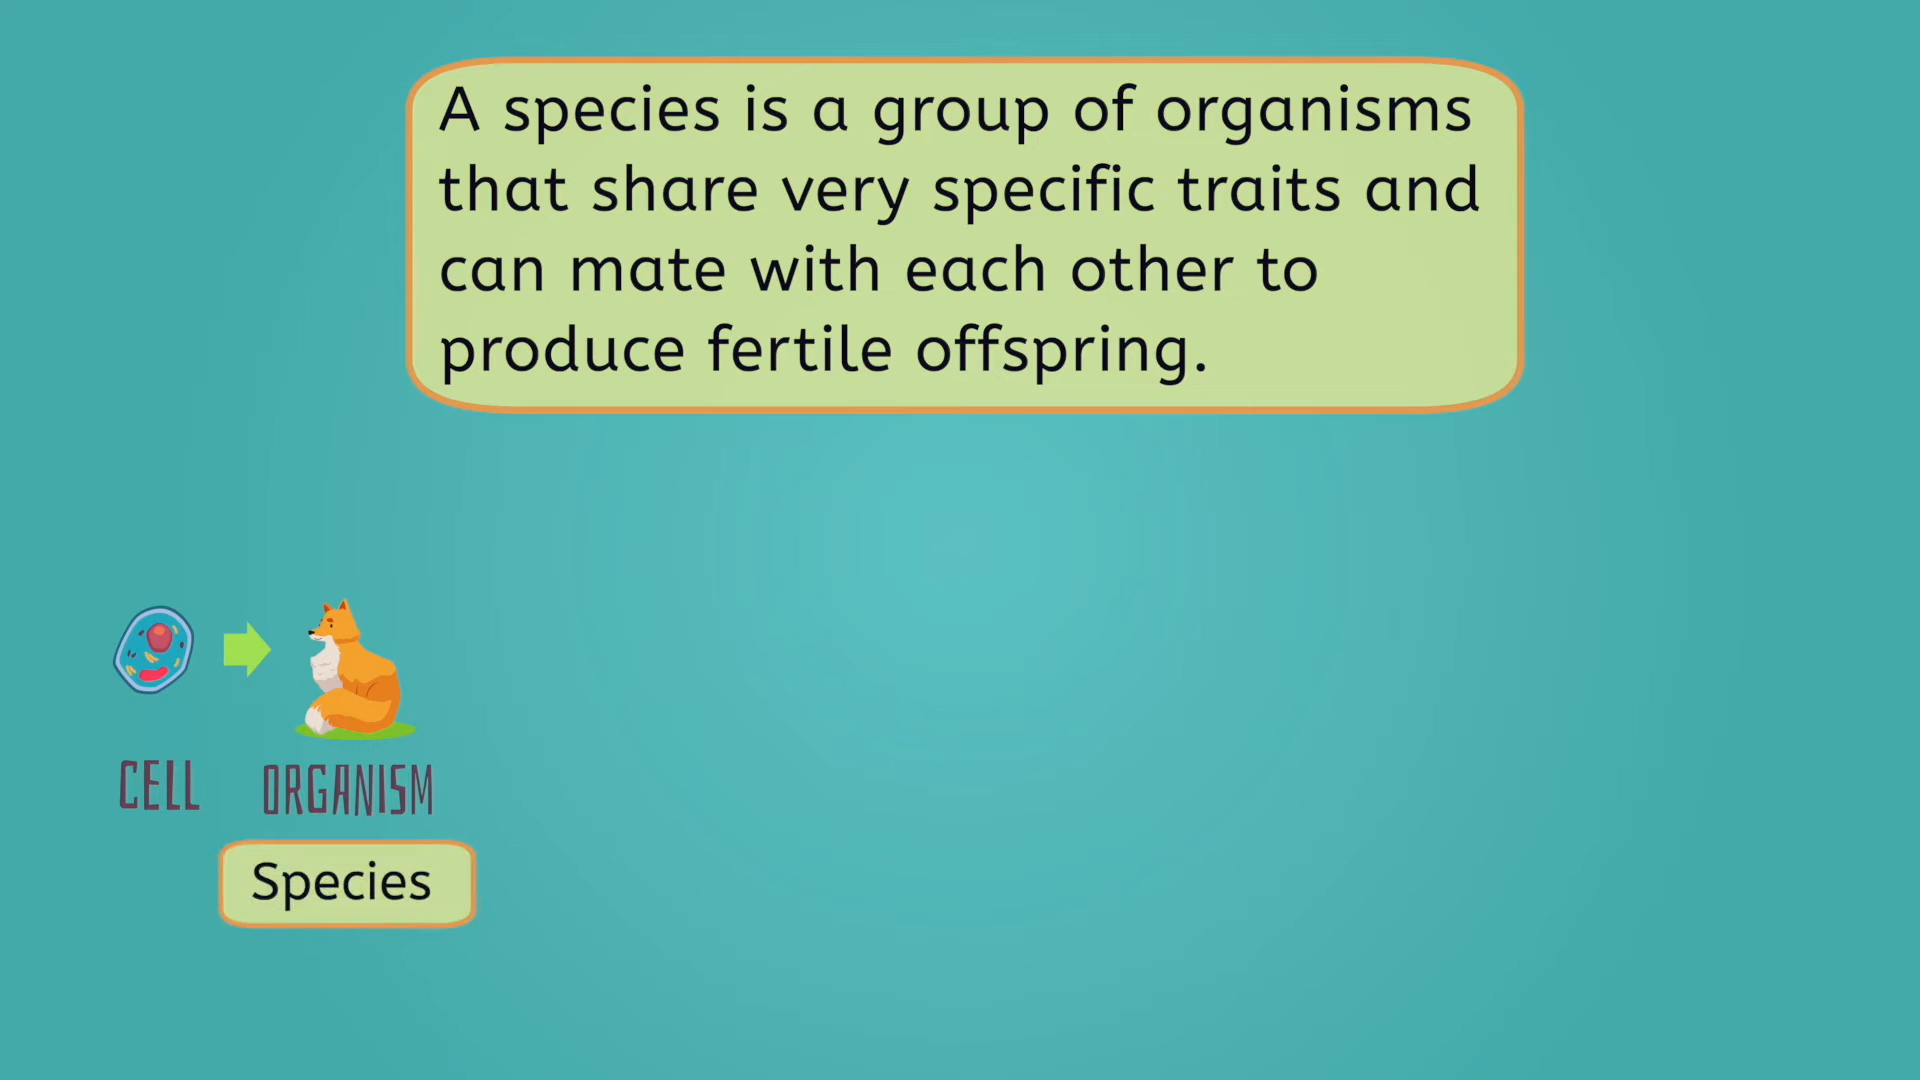 A species is a group of organisms
that share very specific traits and
can mate with each other to
produce fertile offspring.
CELL
ORGANISM
Species